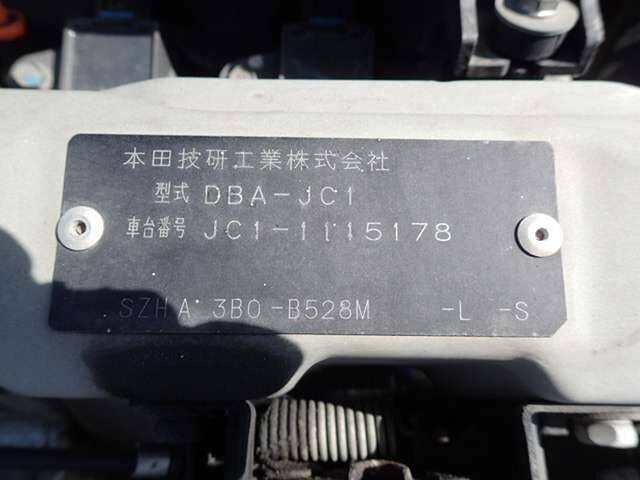 本田技研工業株式会社
型式 DBA-JC1
車台番号 JC1-1115178
SZHA 3B0-B528M -L -S